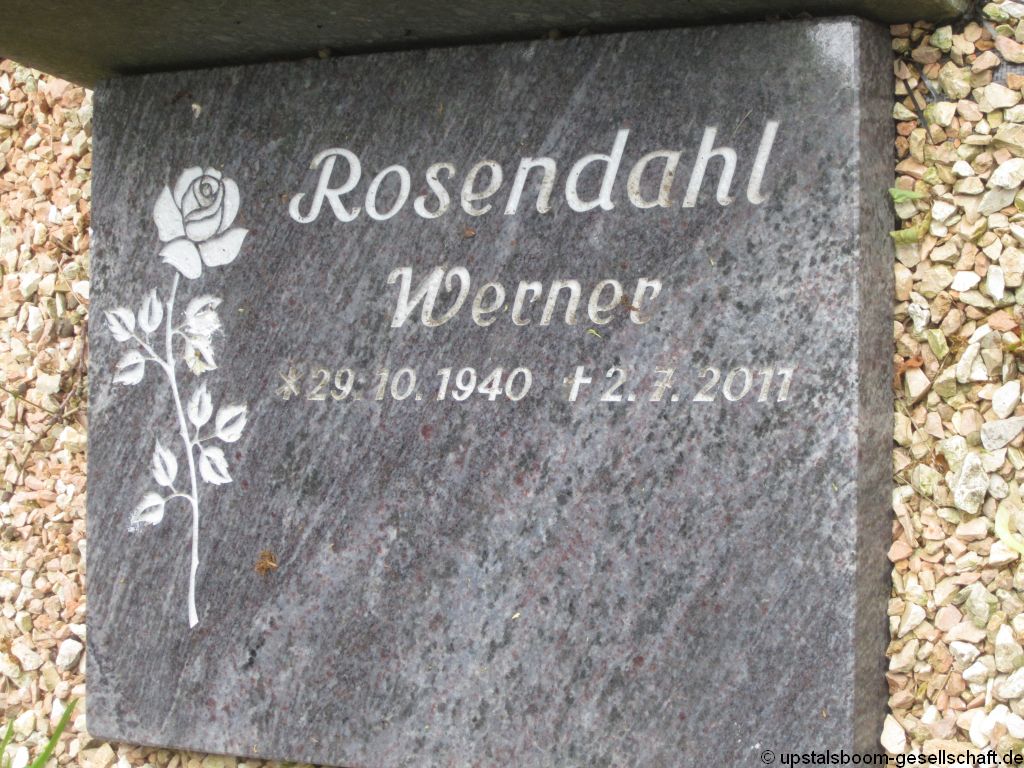 Rosendahl
Werner
*29.10.1940 †2.7.2011
© upstalsboom-gesellschaft.de